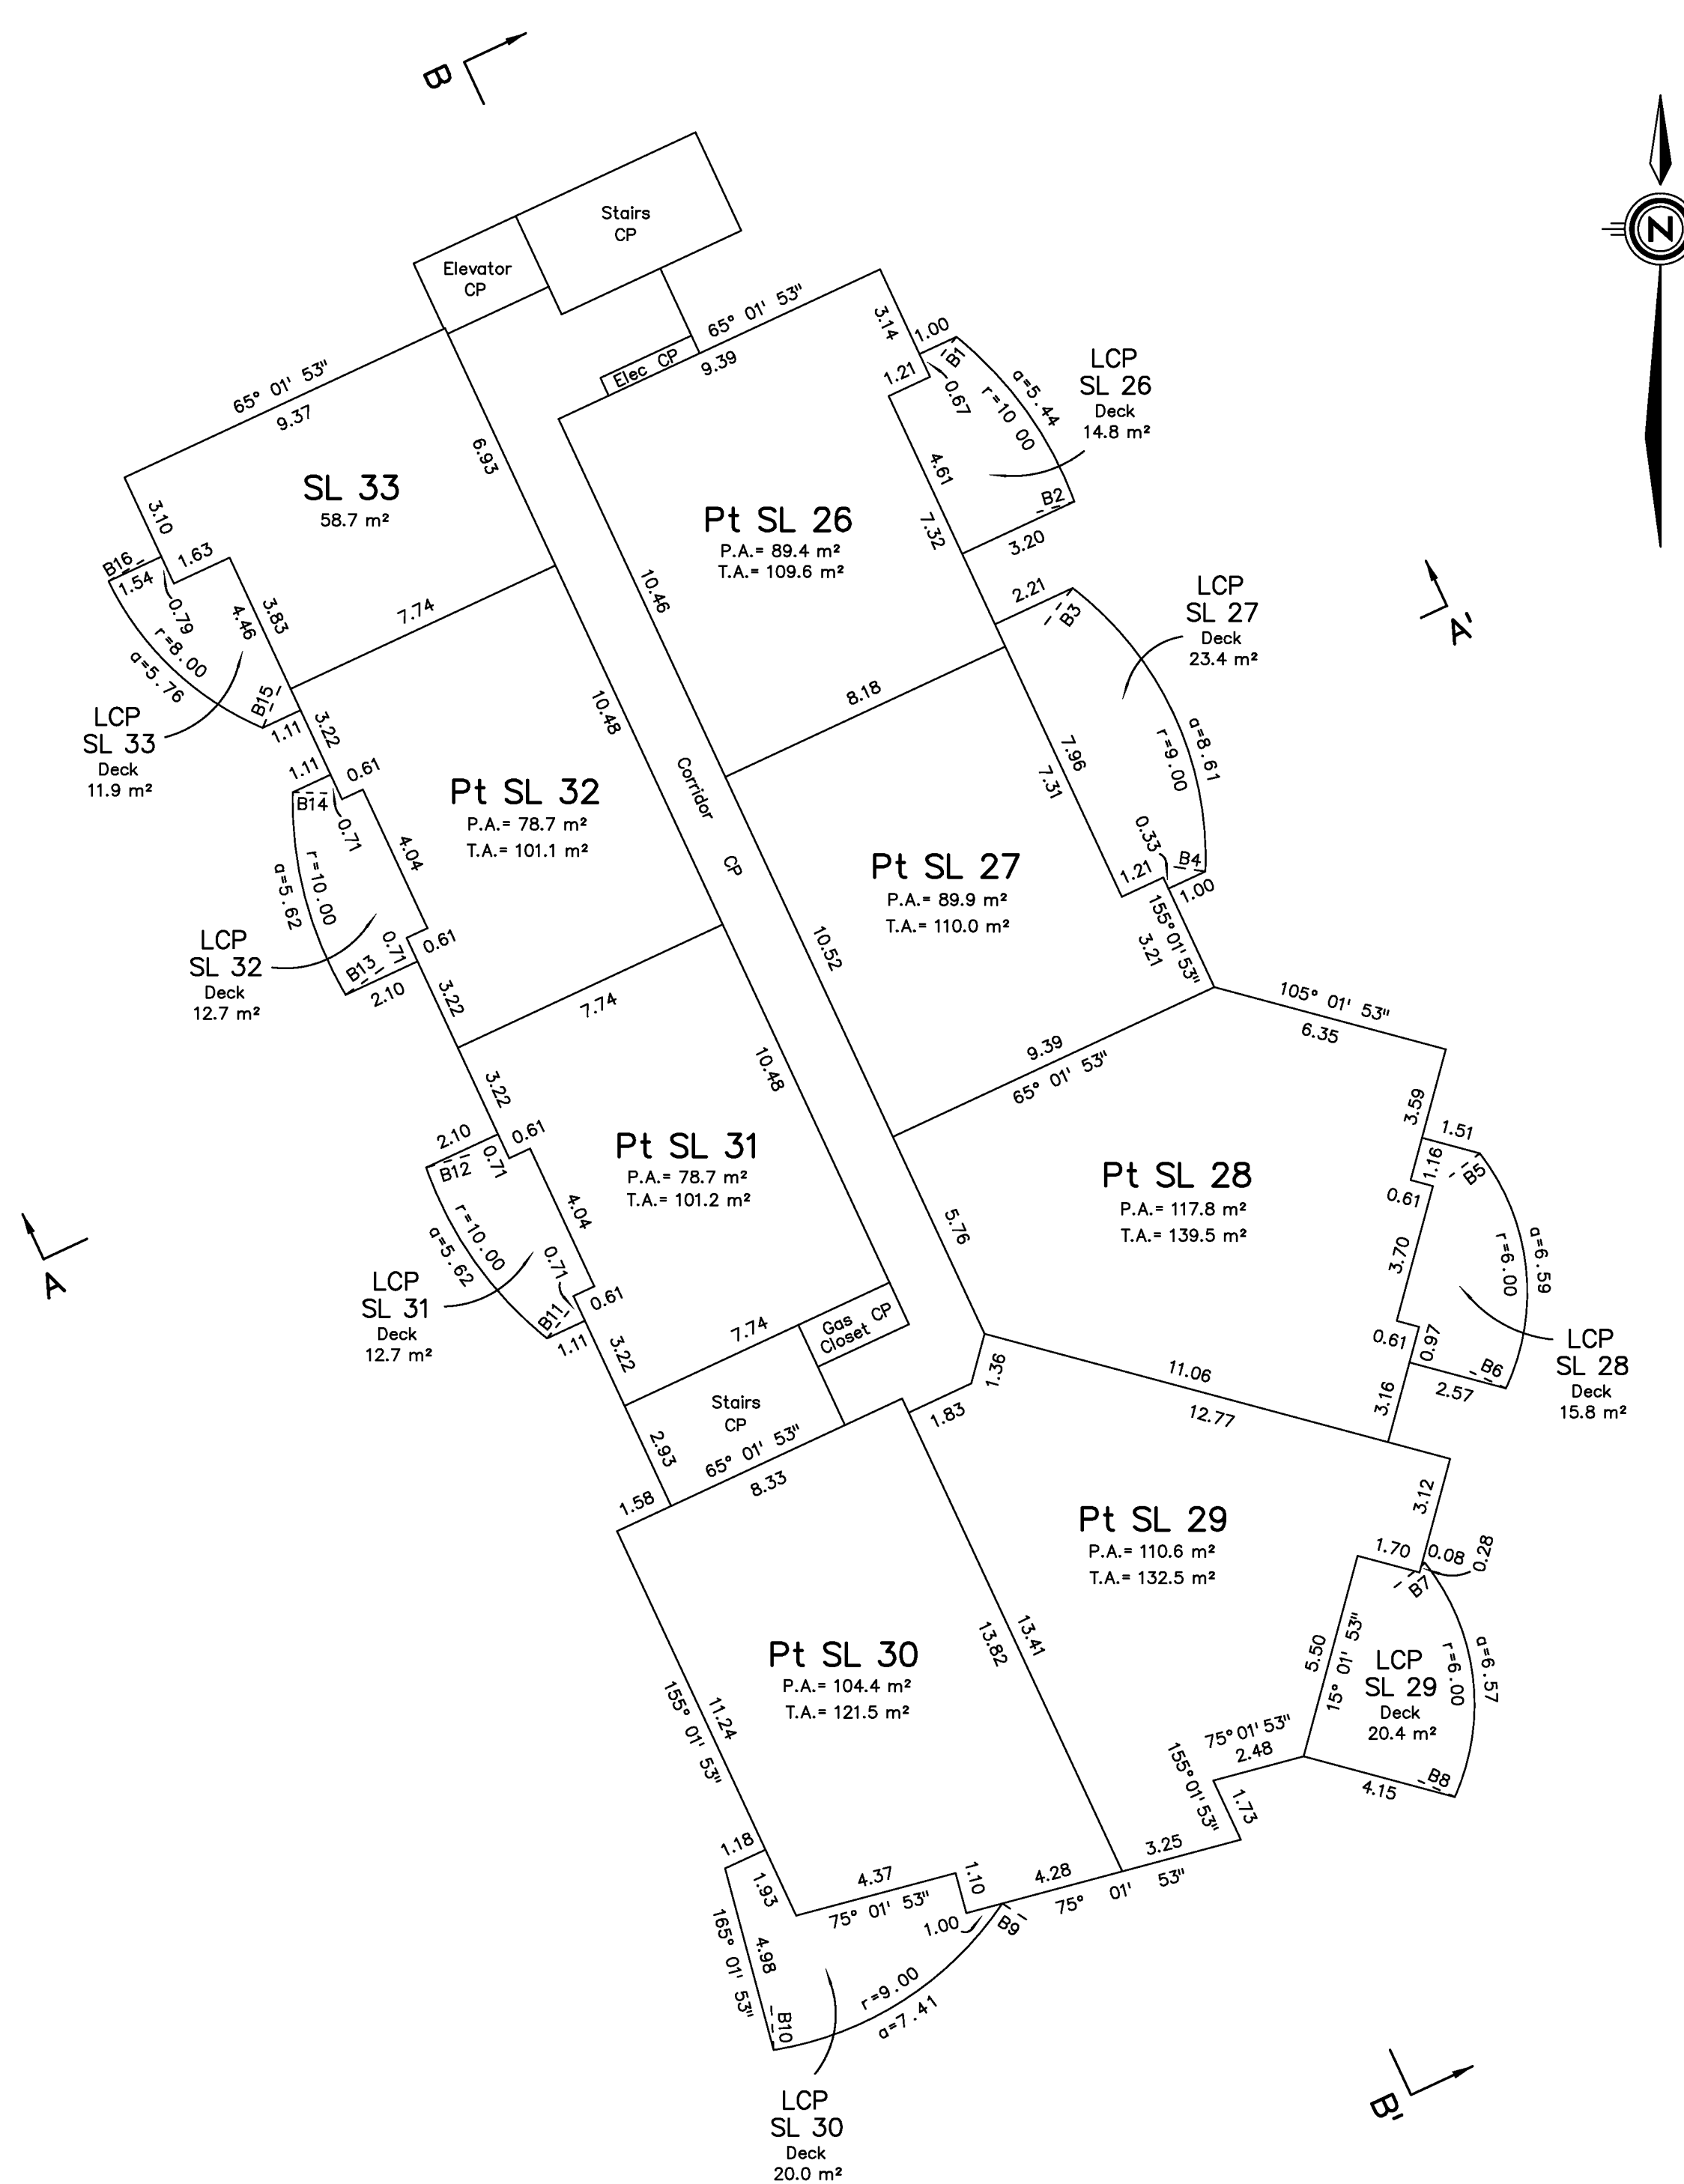 B
Stairs
CP
Elevator
CP
65° 01' 53"
9.39
Elec CP
3.14
1.00
B1
1.21
0.67
a=5.44
r=10 00
LCP
SL 26
Deck
14.8 m²
4.61
7.32
B2
3.20
65° 01' 53"
9.37
6.93
SL 33
58.7 m²
3.10
B16
1.54
1.63
0.79
4.46
3.83
r=8.00
a=5.76
B15
1.11
7.74
LCP
SL 33
Deck
11.9 m²
Pt SL 26
P.A.= 89.4 m²
T.A.= 109.6 m²
10.46
8.18
2.21
B3
LCP
SL 27
Deck
23.4 m²
A'
N
3.22
1.11
0.61
B14
0.71
10.48
Pt SL 32
P.A.= 78.7 m²
T.A.= 101.1 m²
4.04
r=10.00
a=5.62
0.71
0.61
B13
2.10
3.22
LCP
SL 32
Deck
12.7 m²
7.74
Corridor
CP
Pt SL 27
P.A.= 89.9 m²
T.A.= 110.0 m²
7.96
7.31
a=8.61
r=9.00
0.33
B4
1.21
1.00
155° 01' 53"
3.21
10.52
9.39
65° 01' 53"
105° 01' 53"
6.35
3.22
2.10
0.61
B12
0.71
10.48
Pt SL 31
P.A.= 78.7 m²
T.A.= 101.2 m²
4.04
r=10.00
a=5.62
0.71
0.61
B11
1.11
3.22
LCP
SL 31
Deck
12.7 m²
A
7.74
Gas
Closet CP
Stairs
CP
2.93
5.76
Pt SL 28
P.A.= 117.8 m²
T.A.= 139.5 m²
3.59
1.51
1.16
B5
0.61
3.70
r=6.00
a=6.59
0.61
0.97
B6
2.57
3.16
LCP
SL 28
Deck
15.8 m²
11.06
12.77
1.36
1.83
65° 01' 53"
8.33
1.58
Pt SL 29
P.A.= 110.6 m²
T.A.= 132.5 m²
3.12
1.70
0.08
0.28
B7
5.50
15° 01' 53"
LCP
SL 29
Deck
20.4 m²
r=6.00
a=6.57
B8
4.15
75° 01' 53"
2.48
155° 01' 53"
1.73
3.25
13.41
13.82
Pt SL 30
P.A.= 104.4 m²
T.A.= 121.5 m²
11.24
155° 01' 53"
1.18
1.93
4.37
75° 01' 53"
1.10
4.28
75° 01' 53"
1.00
B9
165° 01' 53"
4.98
B10
r=9.00
a=7.41
LCP
SL 30
Deck
20.0 m²
B'